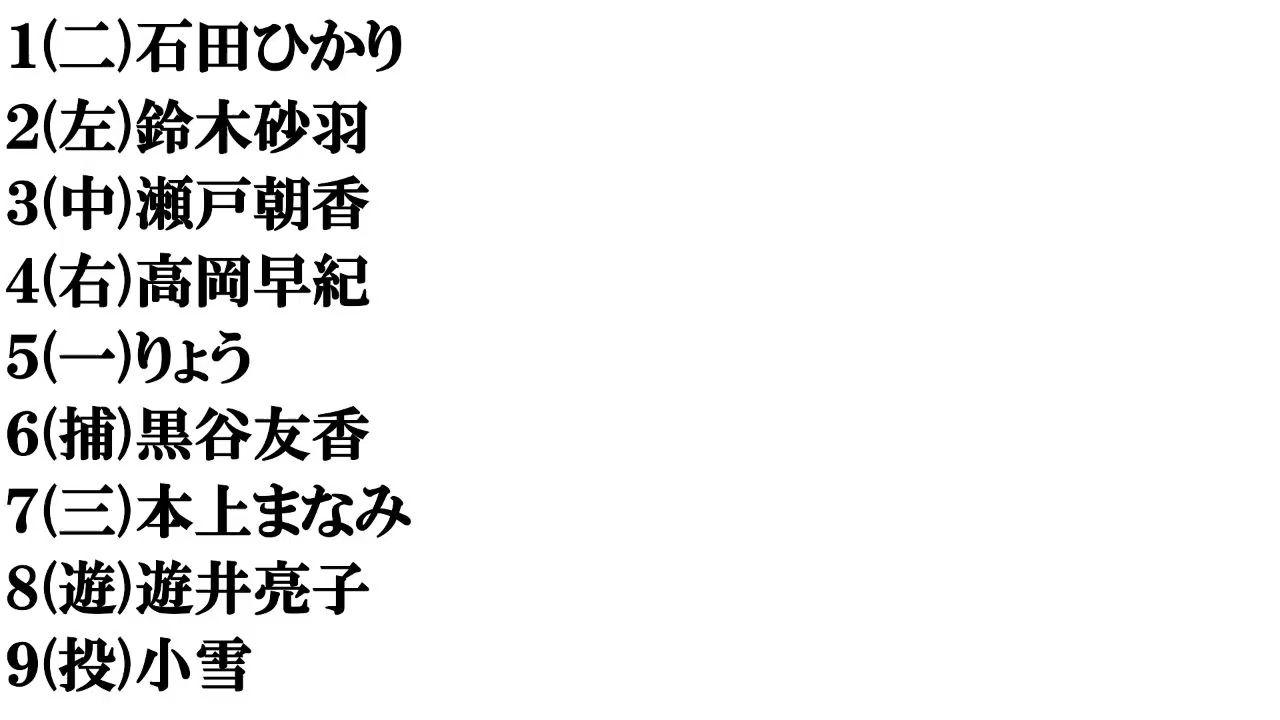 1(二)石田ひかり
2(左)鈴木砂羽
3(中)瀬戸朝香
4(右)高岡早紀
5(一)りょう
6(捕)黒谷友香
7(三)本上まなみ
8(遊)遊井亮子
9(投)小雪